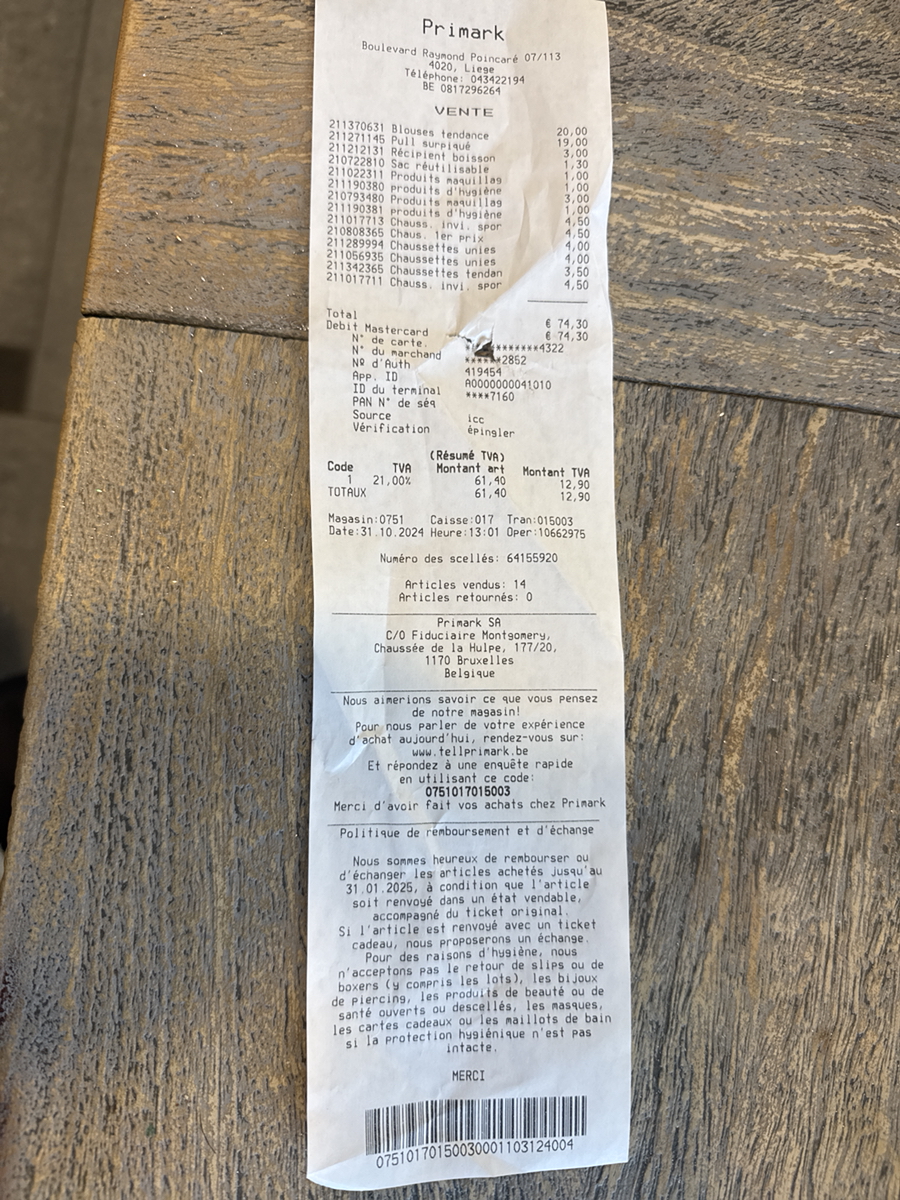 Primark
Boulevard Raymond Poincaré 07/113
4020, Liege
Téléphone: 043422194
BE 0817296264
VENTE
211370631 Blouses tendance 20,00
211271145 Pull surpiqué 19,00
211212131 Récipient boisson 3,00
210722810 Sac réutilisable 1,30
211022311 Produits maquillag 1,00
211190380 produits d'hygiène 1,00
210793480 Produits maquillag 3,00
211190381 produits d'hygiène 1,00
211017713 Chauss. invi. spor 4,50
210808365 Chaus. 1er prix 4,50
211289994 Chaussettes unies 4,00
211056935 Chaussettes unies 4,00
211342365 Chaussettes tendan 3,50
211017711 Chauss. invi. spor 4,50
Total € 74,30
Debit Mastercard € 74,30
N° de carte. *******4322
N° du marchand ******2852
Nº d'Auth 419454
App. ID A0000000041010
ID du terminal ****7160
PAN N° de séq
Source icc
Vérification épingler
(Résumé TVA)
Code TVA Montant art Montant TVA
1 21,00% 61,40 12,90
TOTAUX 61,40 12,90
Magasin:0751 Caisse:017 Tran:015003
Date:31.10.2024 Heure:13:01 Oper:10662975
Numéro des scellés: 64155920
Articles vendus: 14
Articles retournés: 0
Primark SA
C/O Fiduciaire Montgomery,
Chaussée de la Hulpe, 177/20,
1170 Bruxelles
Belgique
Nous aimerions savoir ce que vous pensez
de notre magasin!
Pour nous parler de votre expérience
d'achat aujourd'hui, rendez-vous sur:
www.tellprimark.be
Et répondez à une enquête rapide
en utilisant ce code:
0751017015003
Merci d'avoir fait vos achats chez Primark
Politique de remboursement et d'échange
Nous sommes heureux de rembourser ou
d'échanger les articles achetés jusqu'au
31.01.2025, à condition que l'article
soit renvoyé dans un état vendable,
accompagné du ticket original.
Si l'article est renvoyé avec un ticket
cadeau, nous proposerons un échange.
Pour des raisons d'hygiène, nous
n'acceptons pas le retour de slips ou de
boxers (y compris les lots), les bijoux
de piercing, les produits de beauté ou de
santé ouverts ou descellés, les masques,
les cartes cadeaux ou les maillots de bain
si la protection hygiénique n'est pas
intacte.
MERCI
07510170150030001103124004